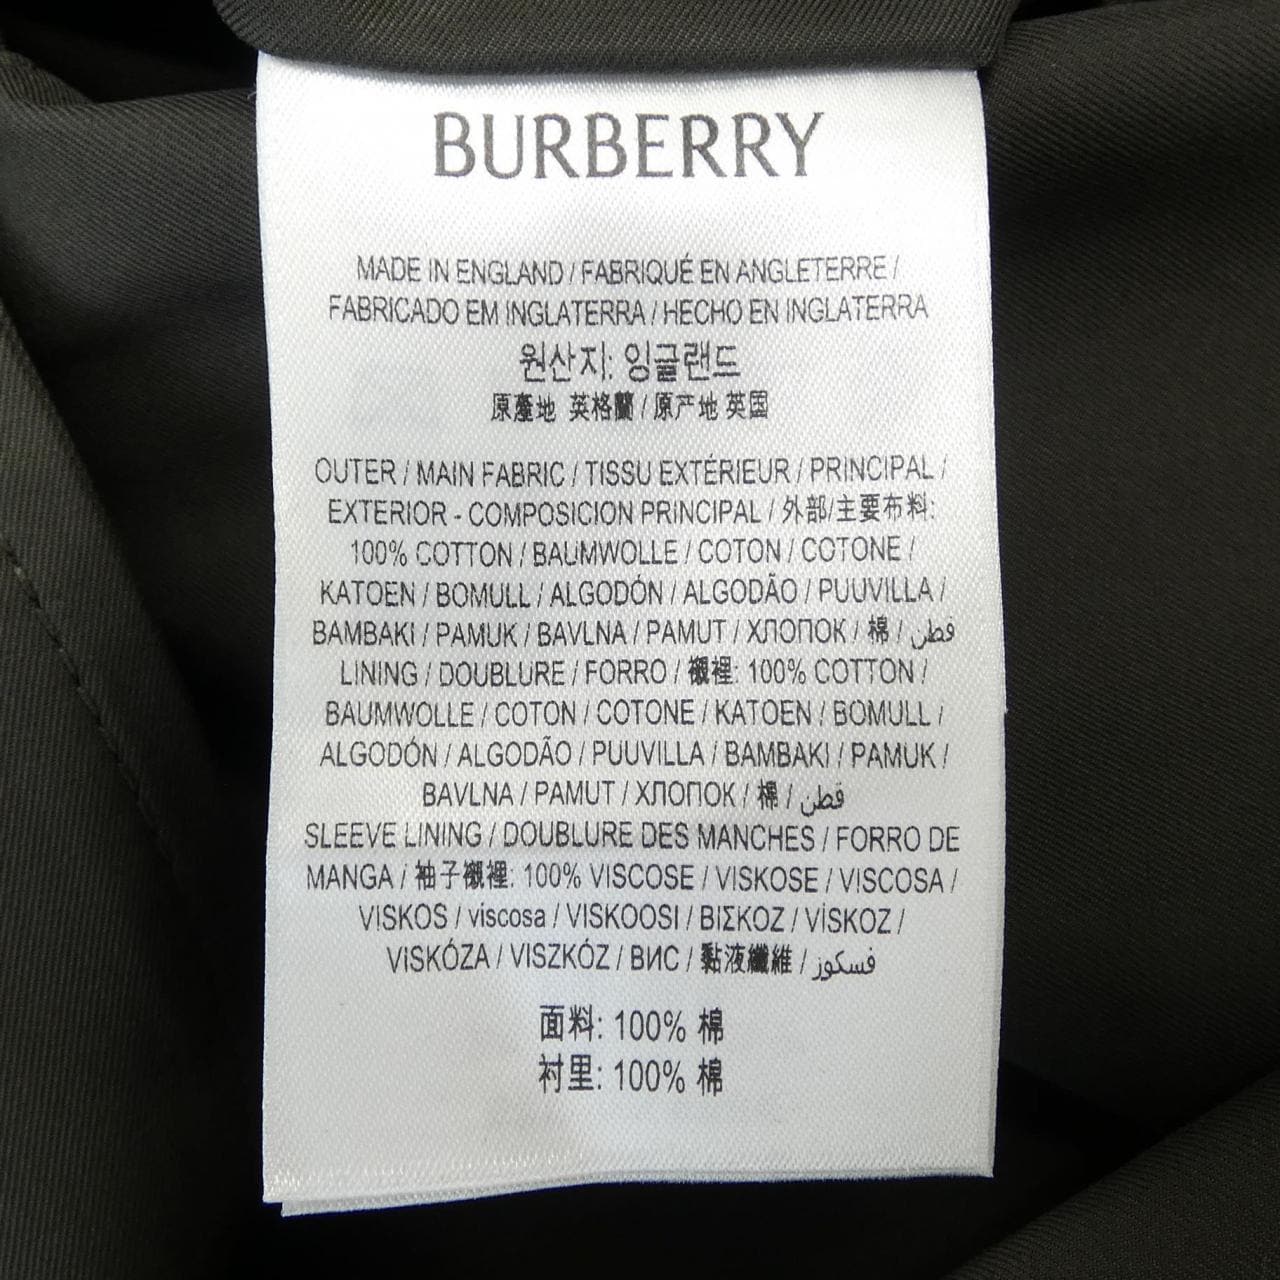 BURBERRY
MADE IN ENGLAND / FABRIQUÉ EN ANGLETERRE /
FABRICADO EM INGLATERRA / HECHO EN INGLATERRA
원산지: 잉글랜드
原產地 英格蘭 / 原产地 英国
OUTER / MAIN FABRIC / TISSU EXTÉRIEUR / PRINCIPAL /
EXTERIOR - COMPOSICION PRINCIPAL / 外部/主要布料:
100% COTTON / BAUMWOLLE / COTON / COTONE /
KATOEN / BOMULL / ALGODÓN / ALGODÃO / PUUVILLA /
BAMBAKI / PAMUK / BAVLNA / PAMUT / ХЛОПОК / 棉 / قطن
LINING / DOUBLURE / FORRO / 襯裡: 100% COTTON /
BAUMWOLLE / COTON / COTONE / KATOEN / BOMULL /
ALGODÓN / ALGODÃO / PUUVILLA / BAMBAKI / PAMUK /
BAVLNA / PAMUT / ХЛОПОК / 棉 / قطن
SLEEVE LINING / DOUBLURE DES MANCHES / FORRO DE
MANGA / 袖子襯裡: 100% VISCOSE / VISKOSE / VISCOSA /
VISKOS / viscosa / VISKOOSI / ΒΙΣΚΟΖ / VİSKOZ /
VISKÓZA / VISZKÓZ / ВИС / 黏液纖維 / فسكوز
面料: 100% 棉
衬里: 100% 棉